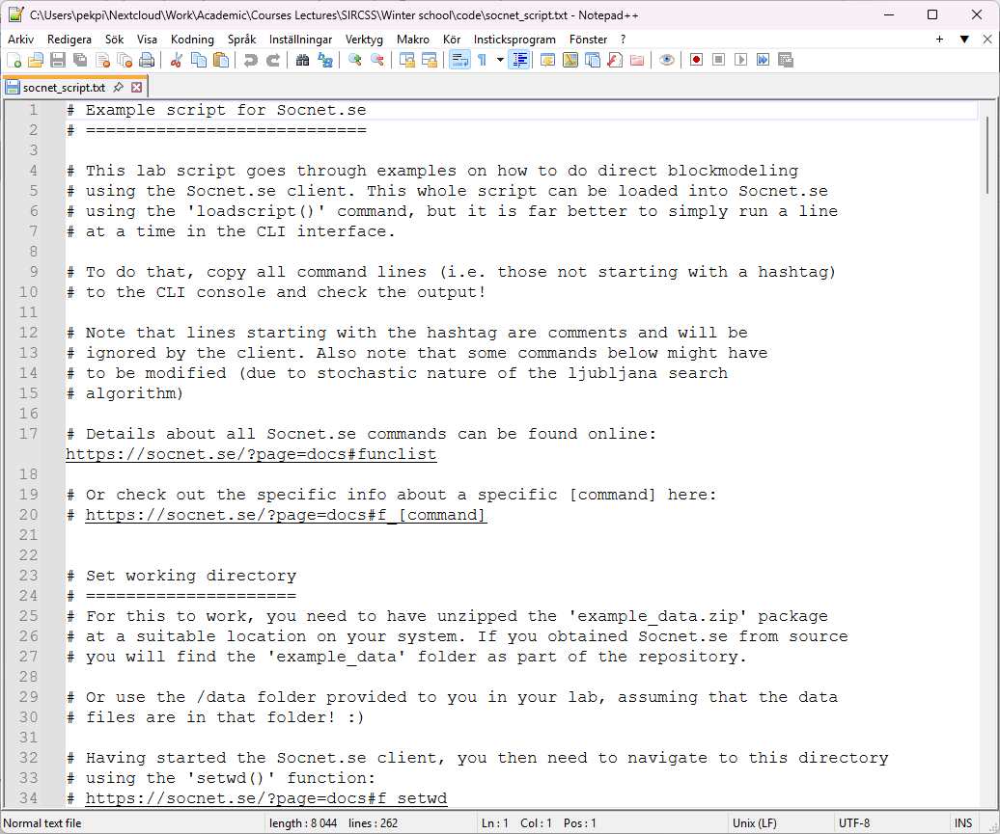 C:\Users\pekpi\Nextcloud\Work\Academic\Courses Lectures\SIRCSS\Winter school\code\socnet_script.txt - Notepad++
Arkiv Redigera Sök Visa Kodning Språk Inställningar Verktyg Makro Kör Insticksprogram Fönster ?
socnet_script.txt
1 # Example script for Socnet.se
2 # ============================
3
4 # This lab script goes through examples on how to do direct blockmodeling
5 # using the Socnet.se client. This whole script can be loaded into Socnet.se
6 # using the 'loadscript()' command, but it is far better to simply run a line
7 # at a time in the CLI interface.
8
9 # To do that, copy all command lines (i.e. those not starting with a hashtag)
10 # to the CLI console and check the output!
11
12 # Note that lines starting with the hashtag are comments and will be
13 # ignored by the client. Also note that some commands below might have
14 # to be modified (due to stochastic nature of the ljubljana search
15 # algorithm)
16
17 # Details about all Socnet.se commands can be found online:
https://socnet.se/?page=docs#funclist
18
19 # Or check out the specific info about a specific [command] here:
20 # https://socnet.se/?page=docs#f_[command]
21
22
23 # Set working directory
24 # =====================
25 # For this to work, you need to have unzipped the 'example_data.zip' package
26 # at a suitable location on your system. If you obtained Socnet.se from source
27 # you will find the 'example_data' folder as part of the repository.
28
29 # Or use the /data folder provided to you in your lab, assuming that the data
30 # files are in that folder! :)
31
32 # Having started the Socnet.se client, you then need to navigate to this directory
33 # using the 'setwd()' function:
34 # https://socnet.se/?page=docs#f_setwd
Normal text file length : 8 044 lines : 262 Ln : 1 Col : 1 Pos : 1 Unix (LF) UTF-8 INS